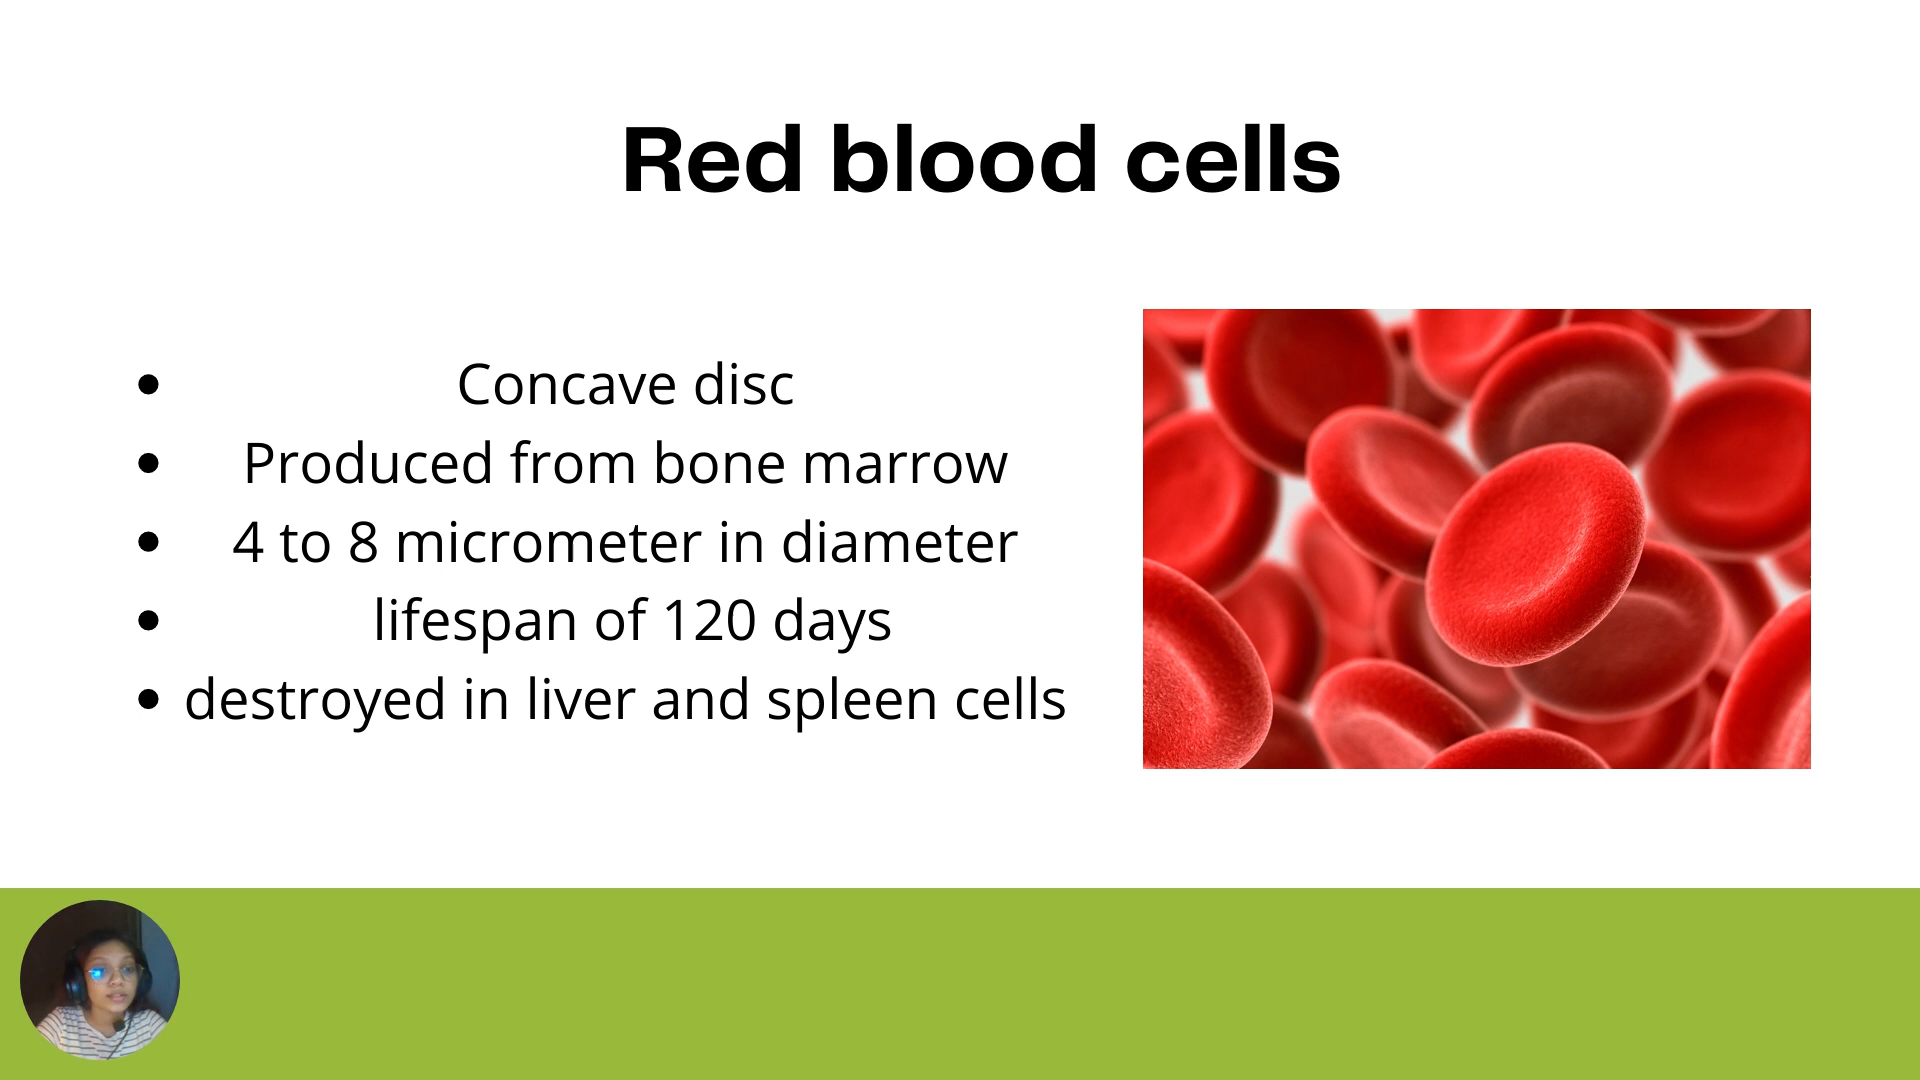 Red blood cells
• Concave disc
• Produced from bone marrow
• 4 to 8 micrometer in diameter
• lifespan of 120 days
• destroyed in liver and spleen cells